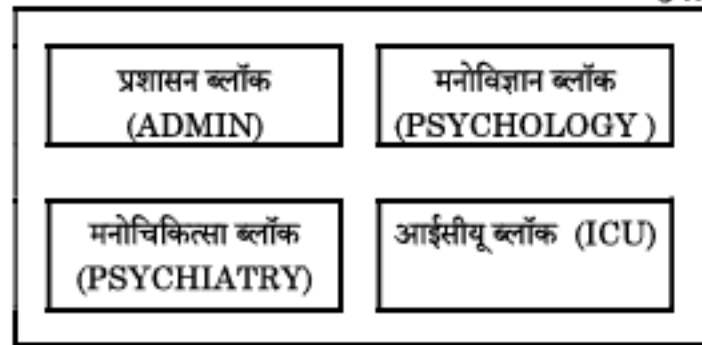 प्रशासन ब्लॉक
(ADMIN)
मनोविज्ञान ब्लॉक
(PSYCHOLOGY )
मनोचिकित्सा ब्लॉक
(PSYCHIATRY)
आईसीयू ब्लॉक (ICU)